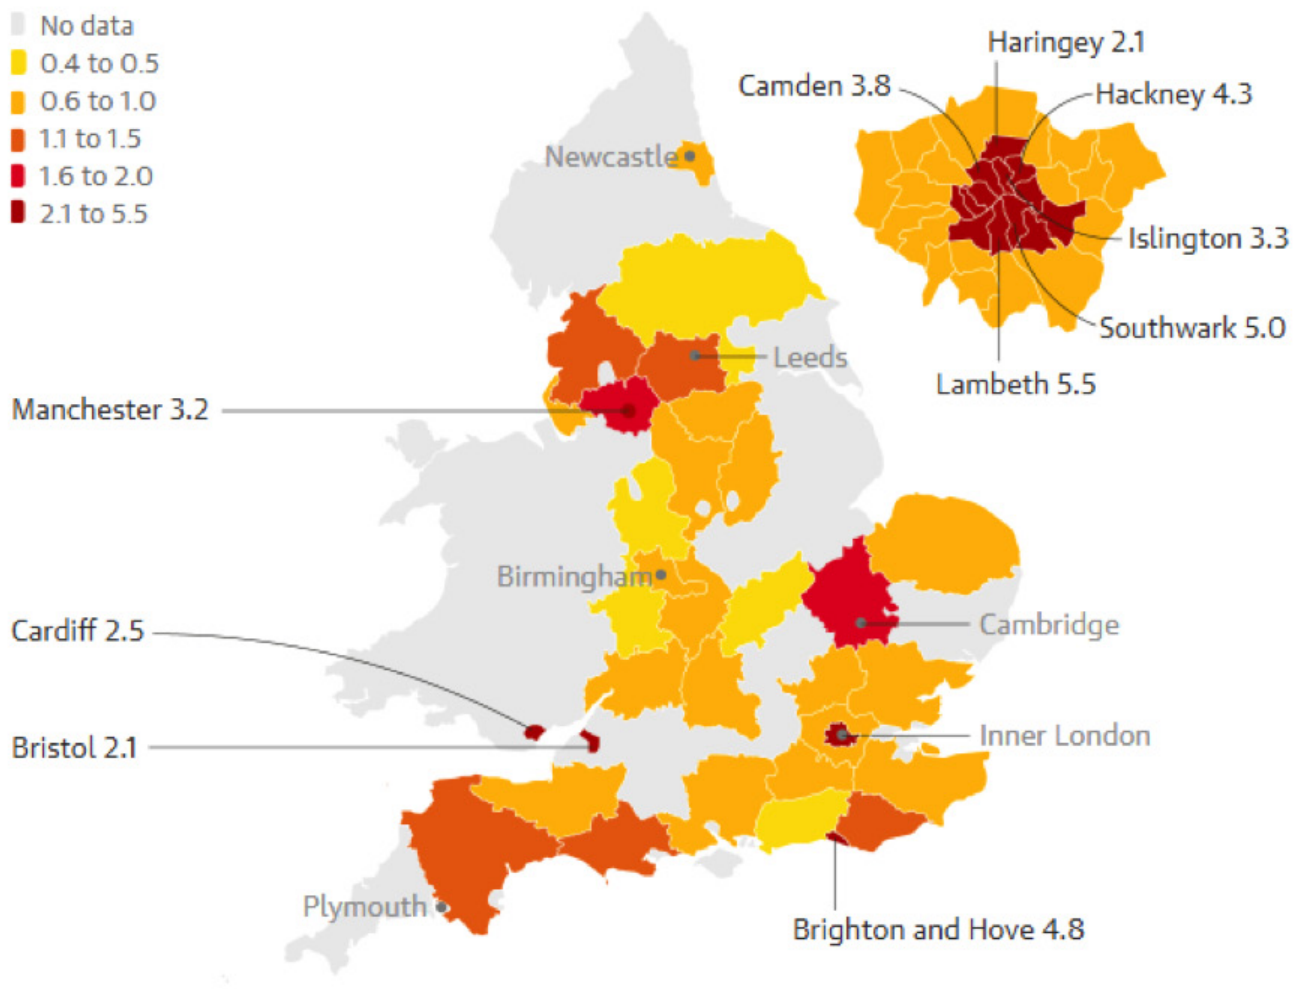 No data
0.4 to 0.5
0.6 to 1.0
1.1 to 1.5
1.6 to 2.0
2.1 to 5.5
Haringey 2.1
Camden 3.8
Hackney 4.3
Islington 3.3
Southwark 5.0
Lambeth 5.5
Newcastle
Leeds
Manchester 3.2
Birmingham
Cambridge
Cardiff 2.5
Inner London
Bristol 2.1
Plymouth
Brighton and Hove 4.8